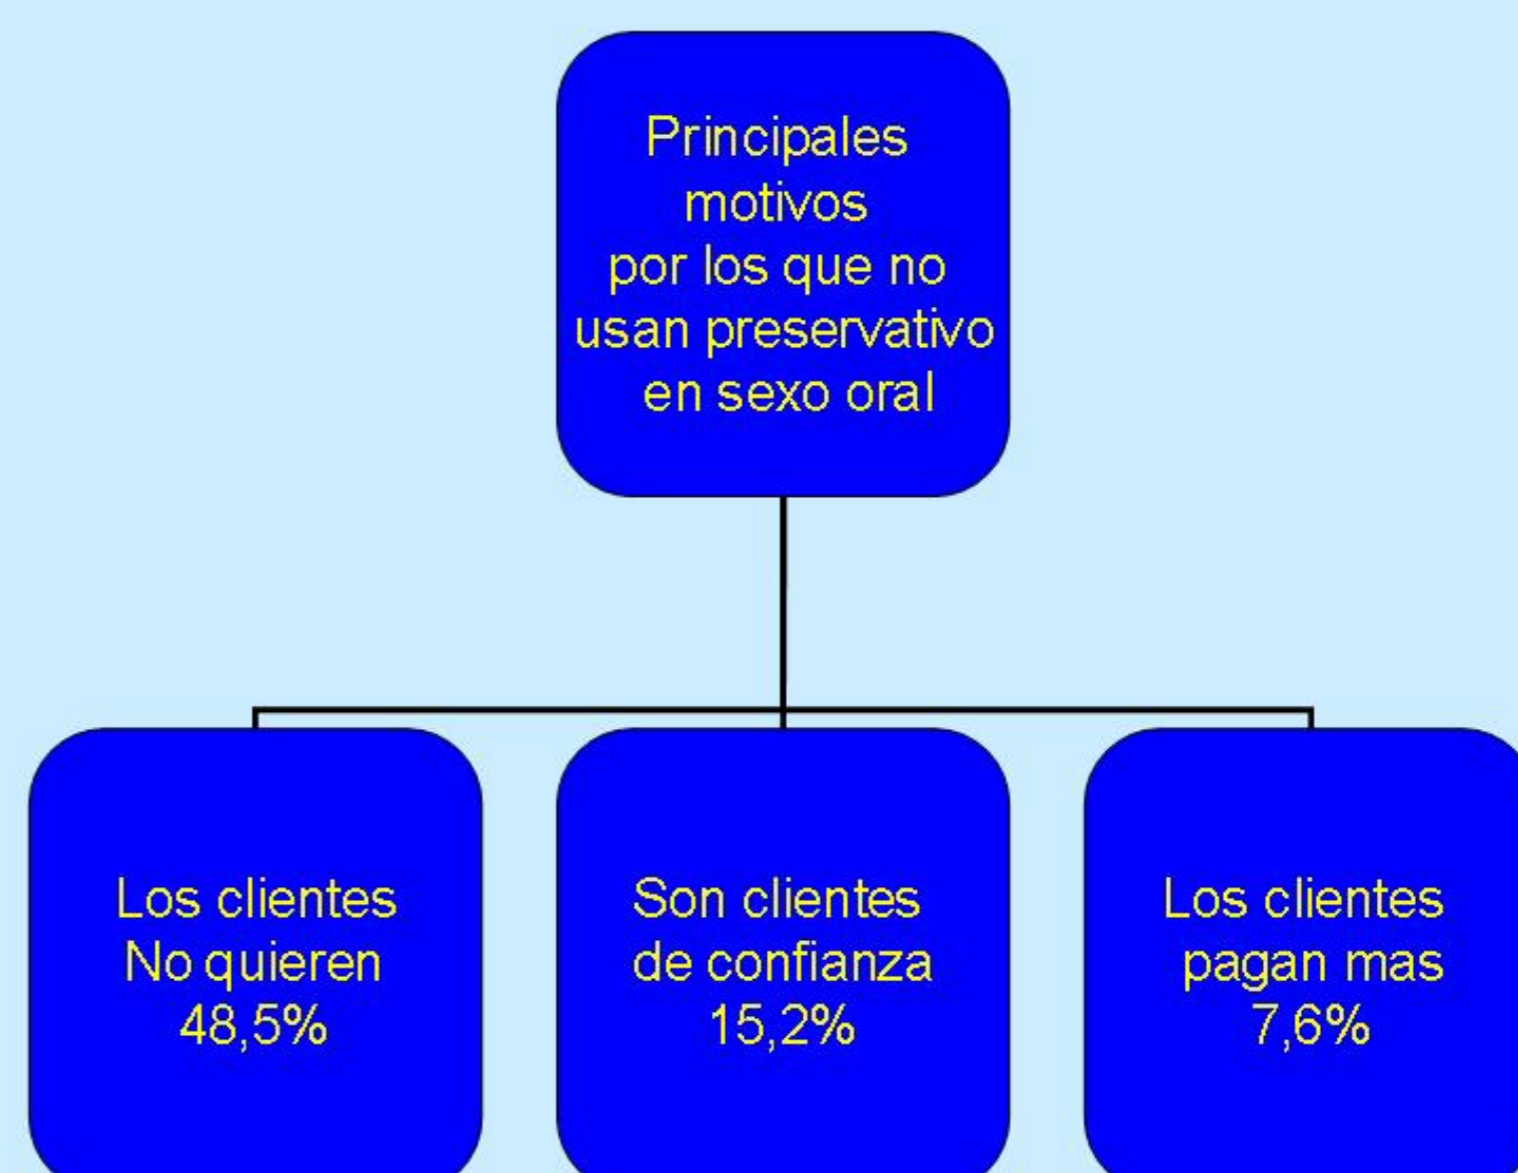 Principales
motivos
por los que no
usan preservativo
en sexo oral
Los clientes
No quieren
48,5%
Son clientes
de confianza
15,2%
Los clientes
pagan mas
7,6%